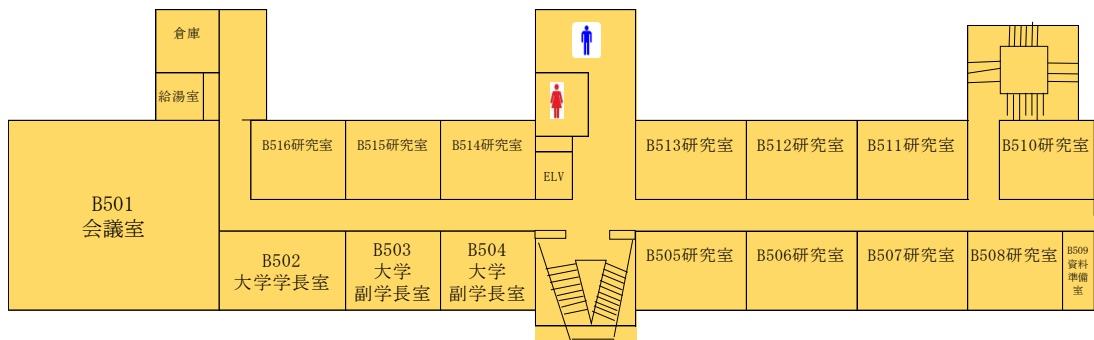 倉庫
給湯室
B516研究室
B515研究室
B514研究室
ELV
B513研究室
B512研究室
B511研究室
B510研究室
B501
会議室
B502
大学学長室
B503
大学
副学長室
B504
大学
副学長室
B505研究室
B506研究室
B507研究室
B508研究室
B509
資料
準備
室